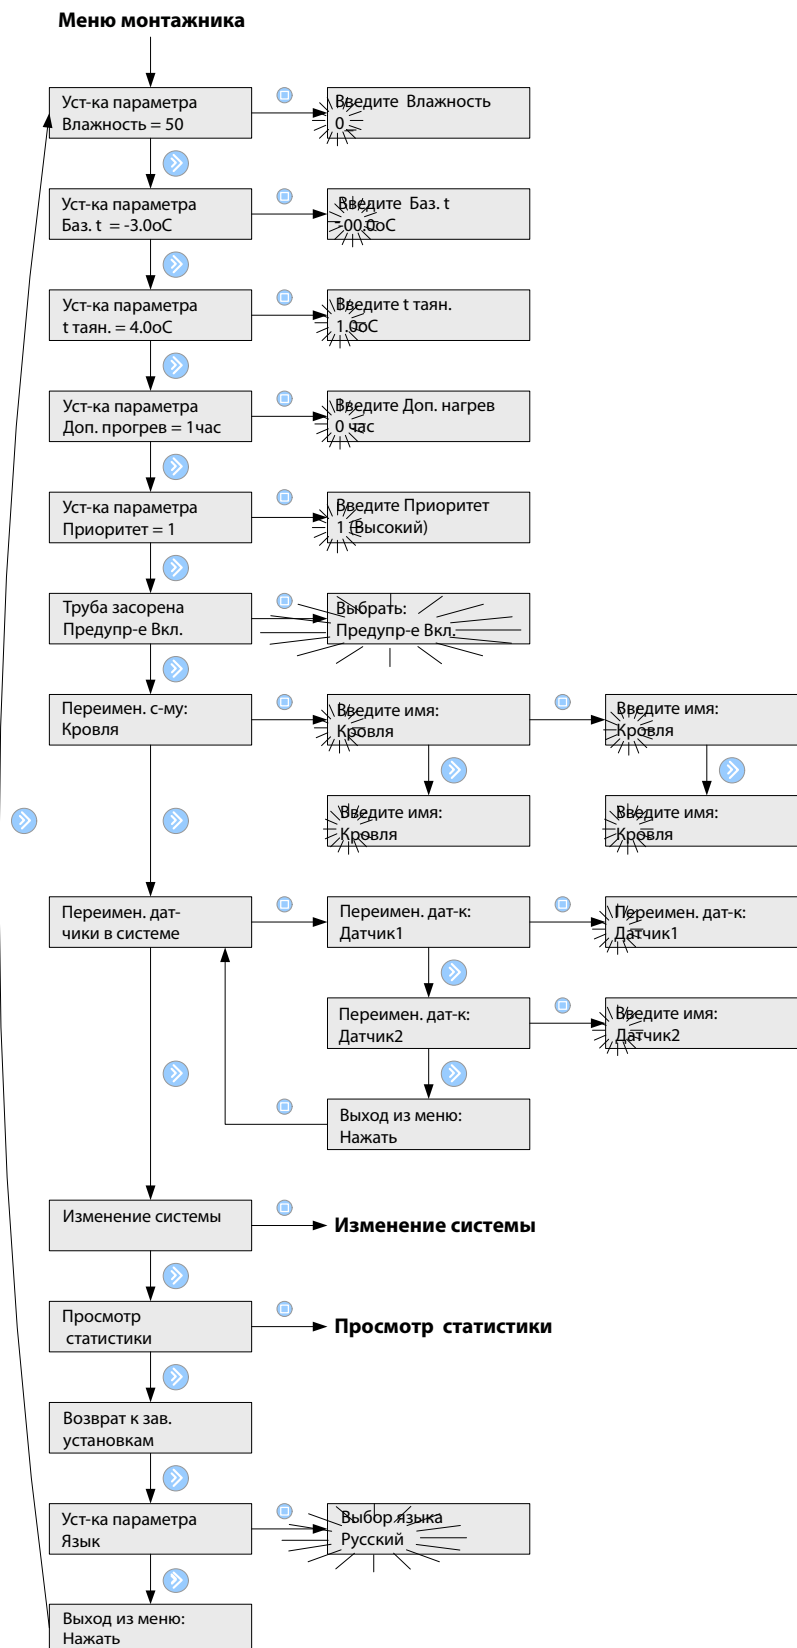 Меню монтажника
Уст-ка параметра
Влажность = 50
Введите Влажность
0_
Уст-ка параметра
Баз. t = -3.0oC
Введите Баз. t
-00.0oC
Уст-ка параметра
t таян. = 4.0oC
Введите t таян.
1.0oC
Уст-ка параметра
Доп. прогрев = 1час
Введите Доп. нагрев
0 час
Уст-ка параметра
Приоритет = 1
Введите Приоритет
1 (Высокий)
Труба засорена
Предупр-е Вкл.
Выбрать:
Предупр-е Вкл.
Переимен. с-му:
Кровля
Введите имя:
Кровля
Введите имя:
Кровля
Введите имя:
Кровля
Введите имя:
Кровля
Переимен. дат-
чики в системе
Переимен. дат-к:
Датчик1
Переимен. дат-к:
Датчик1
Переимен. дат-к:
Датчик2
Введите имя:
Датчик2
Выход из меню:
Нажать
Изменение системы
Изменение системы
Просмотр
статистики
Просмотр статистики
Возврат к зав.
установкам
Уст-ка параметра
Язык
Выбор языка
Русский
Выход из меню:
Нажать